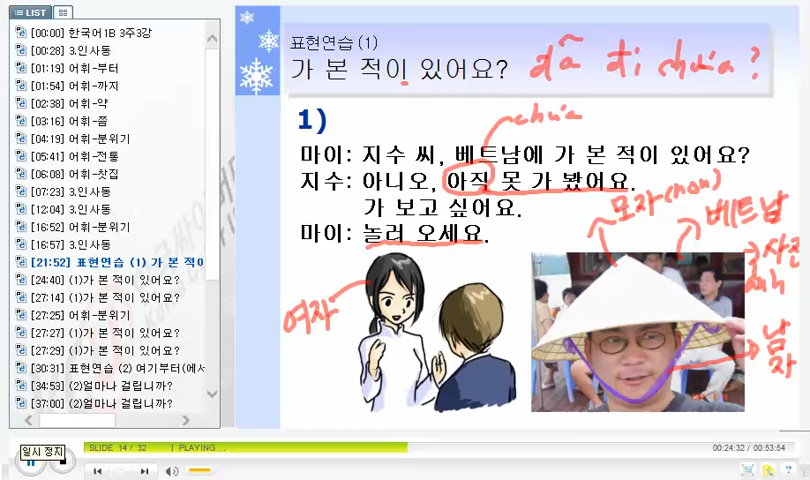 LIST
[00:00] 한국어1B 3주3강
[00:28] 3.인사동
[01:19] 어휘-부터
[01:54] 어휘-까지
[02:38] 어휘-약
[03:16] 어휘-쯤
[04:19] 어휘-분위기
[05:41] 어휘-전통
[06:08] 어휘-찻집
[07:23] 3.인사동
[12:04] 3.인사동
[16:52] 어휘-분위기
[16:57] 3.인사동
[21:52] 표현연습 (1) 가 본 적이
[24:40] (1)가 본 적이 있어요?
[27:14] (1)가 본 적이 있어요?
[27:25] 어휘-분위기
[27:27] (1)가 본 적이 있어요?
[27:29] (1)가 본 적이 있어요?
[30:31] 표현연습 (2) 여기부터(에서
[34:53] (2)얼마나 걸립니까?
[37:00] (2)얼마나 걸립니까?
표현연습 (1)
가 본 적이 있어요? đã đi chưa?
1)
chưa
마이: 지수 씨, 베트남에 가 본 적이 있어요?
지수: 아니오, 아직 못 가 봤어요.
가 보고 싶어요.
마이: 놀러 오세요.
모자(non)
베트남
사진
여자
남자
일시 정지
SLIDE 14 / 32 | PLAYING ...
00:24:32 / 00:53:54